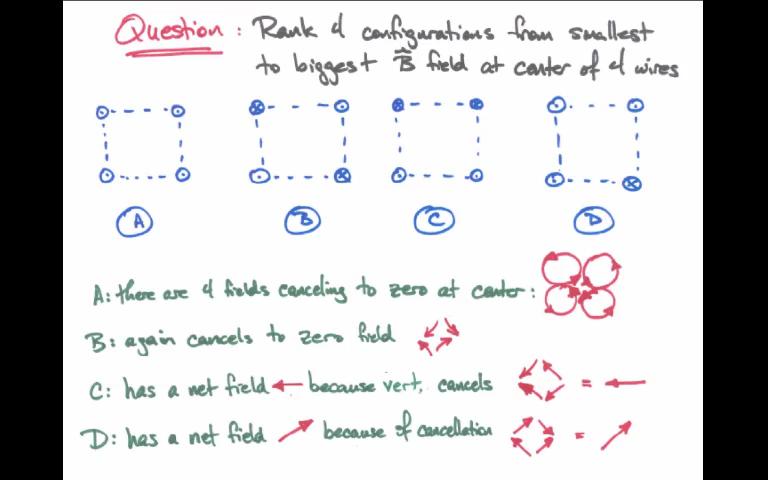 Question : Rank 4 configurations from smallest
to biggest B field at center of 4 wires
A B C D
A: there are 4 fields canceling to zero at center:
B: again cancels to zero field
C: has a net field ← because vert. cancels = ←
D: has a net field ↗ because of cancellation = ↗